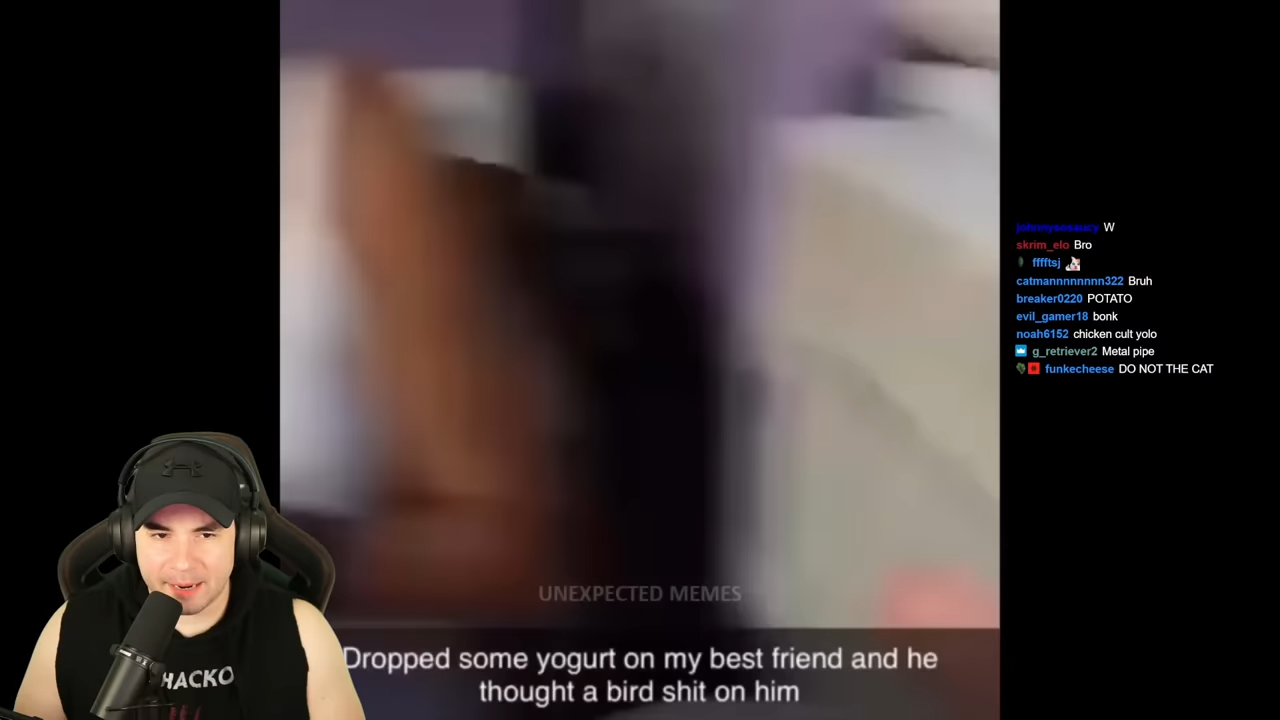 johnnysosaucy W
skrim_elo Bro
fffftsj
catmannnnnnnn322 Bruh
breaker0220 POTATO
evil_gamer18 bonk
noah6152 chicken cult yolo
g_retriever2 Metal pipe
funkecheese DO NOT THE CAT
HACKO
UNEXPECTED MEMES
Dropped some yogurt on my best friend and he
thought a bird shit on him